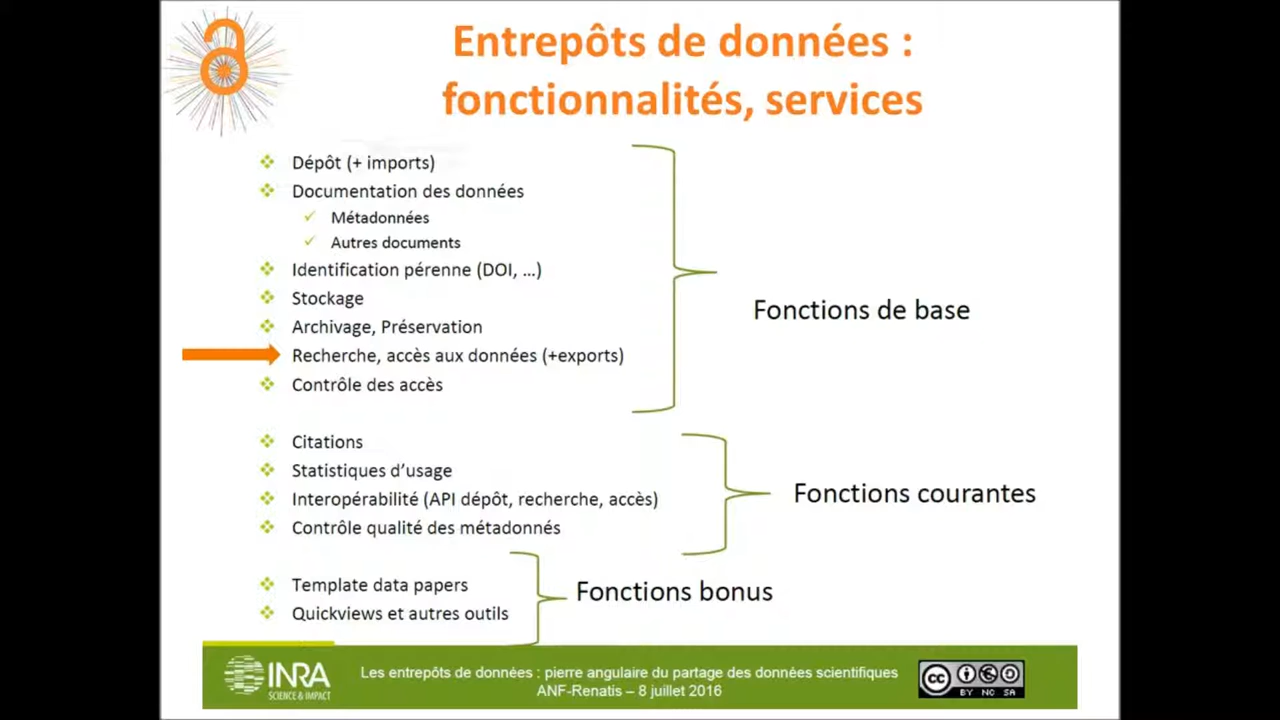 Entrepôts de données :
fonctionnalités, services
Dépôt (+ imports)
Documentation des données
Métadonnées
Autres documents
Identification pérenne (DOI, ...)
Stockage
Archivage, Préservation
Recherche, accès aux données (+exports)
Contrôle des accès
Fonctions de base
Citations
Statistiques d’usage
Interopérabilité (API dépôt, recherche, accès)
Contrôle qualité des métadonnés
Fonctions courantes
Template data papers
Quickviews et autres outils
Fonctions bonus
INRA
SCIENCE & IMPACT
Les entrepôts de données : pierre angulaire du partage des données scientifiques
ANF-Renatis – 8 juillet 2016
cc
BY NC SA